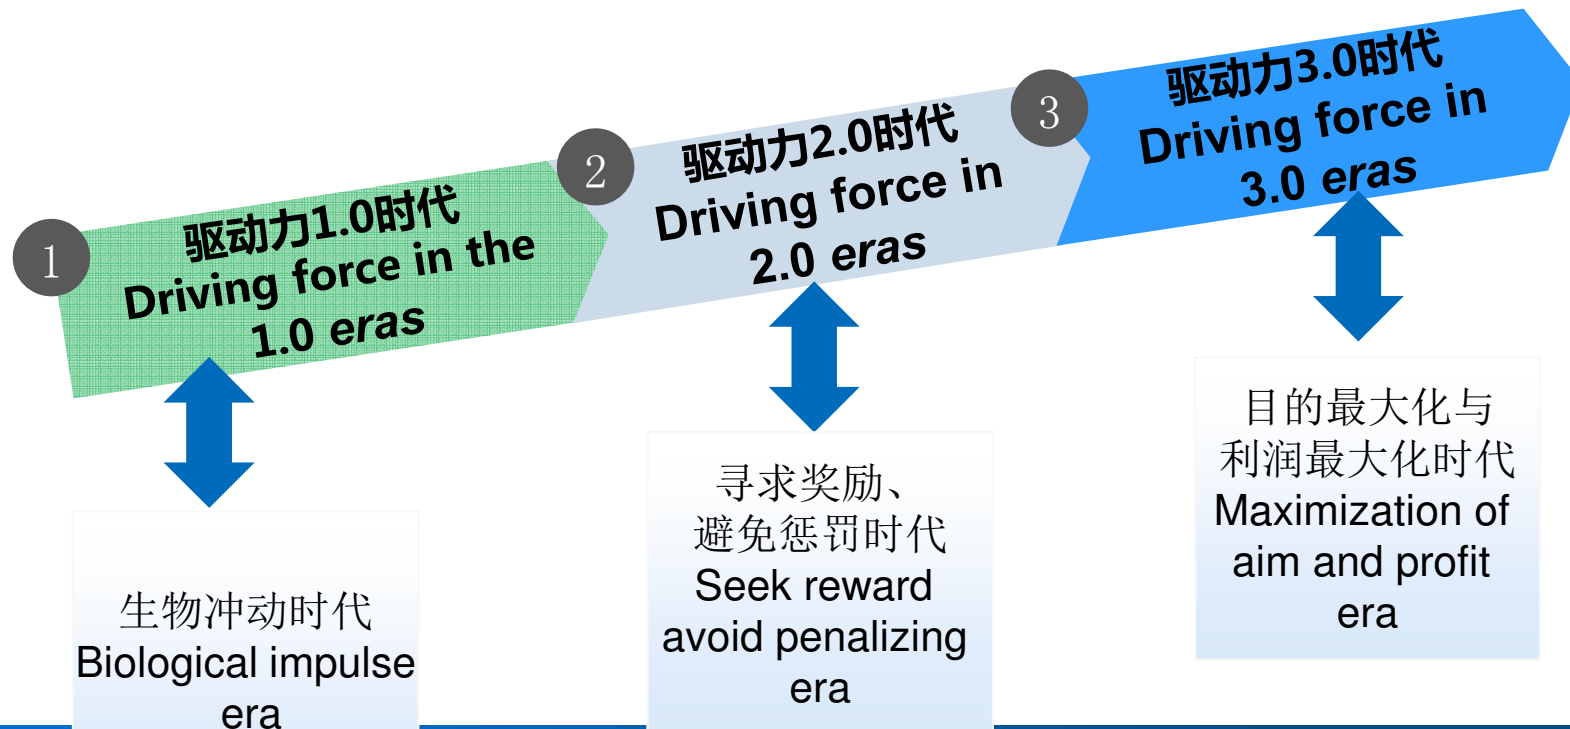 1
驱动力1.0时代
Driving force in the
1.0 eras
2
驱动力2.0时代
Driving force in
2.0 eras
3
驱动力3.0时代
Driving force in
3.0 eras
生物冲动时代
Biological impulse
era
寻求奖励、
避免惩罚时代
Seek reward
avoid penalizing
era
目的最大化与
利润最大化时代
Maximization of
aim and profit
era